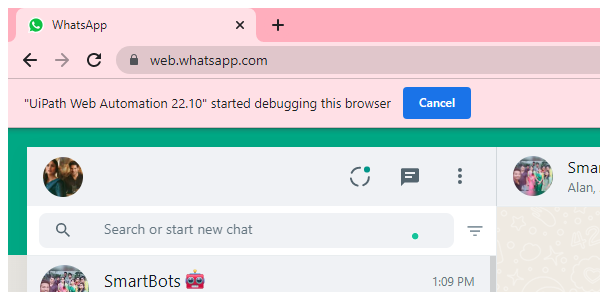 WhatsApp
web.whatsapp.com
"UiPath Web Automation 22.10" started debugging this browser
Cancel
Smar
Alan,
Search or start new chat
SmartBots 🤖
1:09 PM